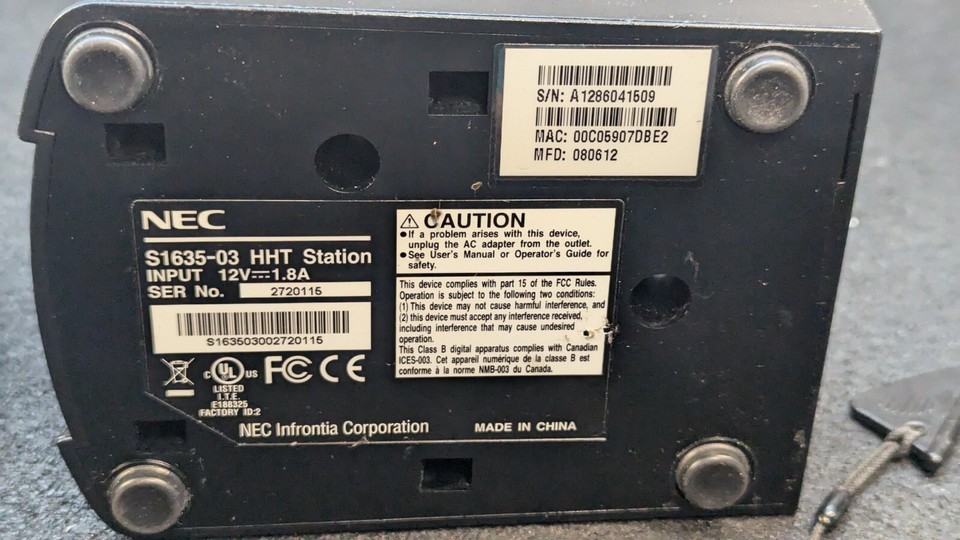 S/N: A1286041509
MAC: 00C05907DBE2
MFD: 080612
NEC
S1635-03 HHT Station
INPUT 12V⎓1.8A
SER No. 2720115
S163503002720115
C UL US
LISTED
I.T.E.
E188325
FACTORY ID:2
FC CE
NEC Infrontia Corporation
MADE IN CHINA
⚠CAUTION
●If a problem arises with this device,
unplug the AC adapter from the outlet.
●See User's Manual or Operator's Guide for
safety.
This device complies with part 15 of the FCC Rules.
Operation is subject to the following two conditions:
(1) This device may not cause harmful interference, and
(2) this device must accept any interference received,
including interference that may cause undesired
operation.
This Class B digital apparatus complies with Canadian
ICES-003. Cet appareil numérique de la classe B est
conforme à la norme NMB-003 du Canada.